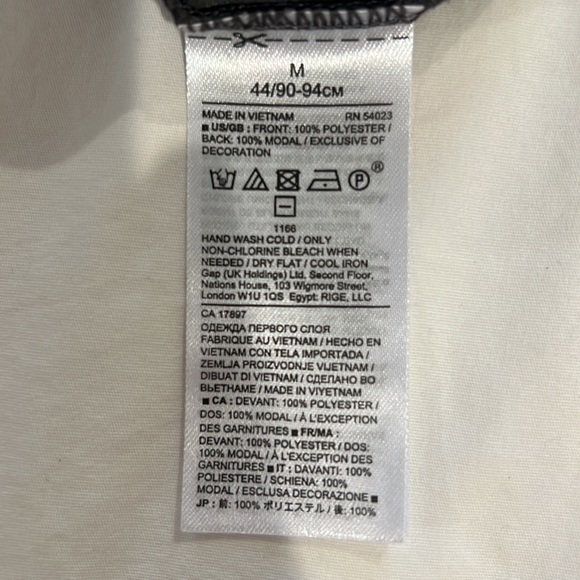 M
44/90-94CM
MADE IN VIETNAM RN 54023
■ US/GB : FRONT: 100% POLYESTER /
BACK: 100% MODAL / EXCLUSIVE OF
DECORATION
P ®
1166
HAND WASH COLD / ONLY
NON-CHLORINE BLEACH WHEN
NEEDED / DRY FLAT / COOL IRON
Gap (UK Holdings) Ltd. Second Floor,
Nations House, 103 Wigmore Street,
London W1U 1QS Egypt: RIGE, LLC
CA 17897
ОДЕЖДА ПЕРВОГО СЛОЯ
FABRIQUE AU VIETNAM / HECHO EN
VIETNAM CON TELA IMPORTADA /
ZEMLJA PROIZVODNJE VIJETNAM /
DIBUAT DI VIETNAM / СДЕЛАНО ВО
ВЬЕТНАМЕ / MADE IN VIYETNAM
■ CA : DEVANT: 100% POLYESTER /
DOS: 100% MODAL / À L'EXCEPTION
DES GARNITURES ■ FR/MA :
DEVANT: 100% POLYESTER / DOS:
100% MODAL / À L'EXCEPTION DES
GARNITURES ■ IT : DAVANTI: 100%
POLIESTERE / SCHIENA: 100%
MODAL / ESCLUSA DECORAZIONE ■
JP : 前: 100% ポリエステル / 後: 100%